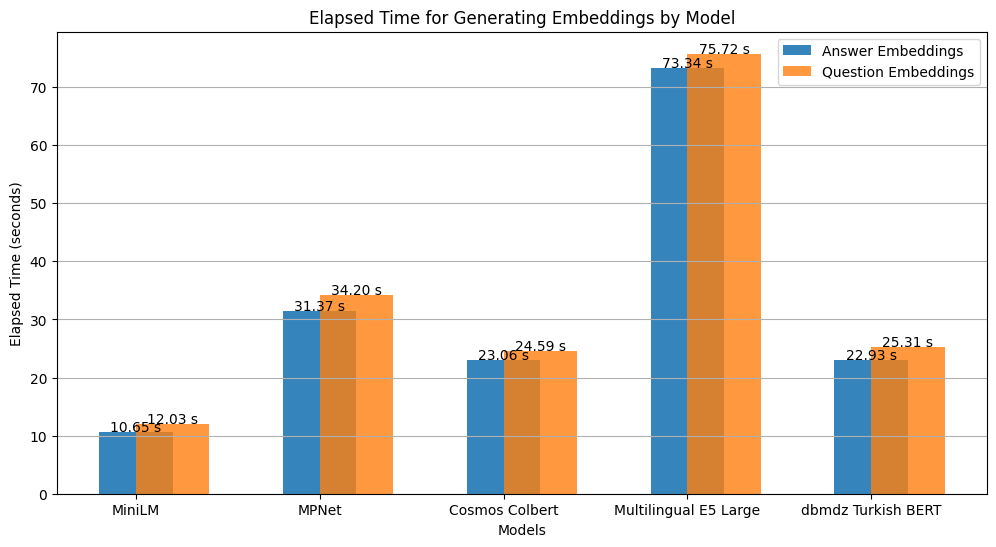 Elapsed Time for Generating Embeddings by Model
Answer Embeddings
Question Embeddings
Elapsed Time (seconds)
70
60
50
40
30
20
10
0
10.65 s
12.03 s
31.37 s
34.20 s
23.06 s
24.59 s
73.34 s
75.72 s
22.93 s
25.31 s
MiniLM
MPNet
Cosmos Colbert
Multilingual E5 Large
dbmdz Turkish BERT
Models